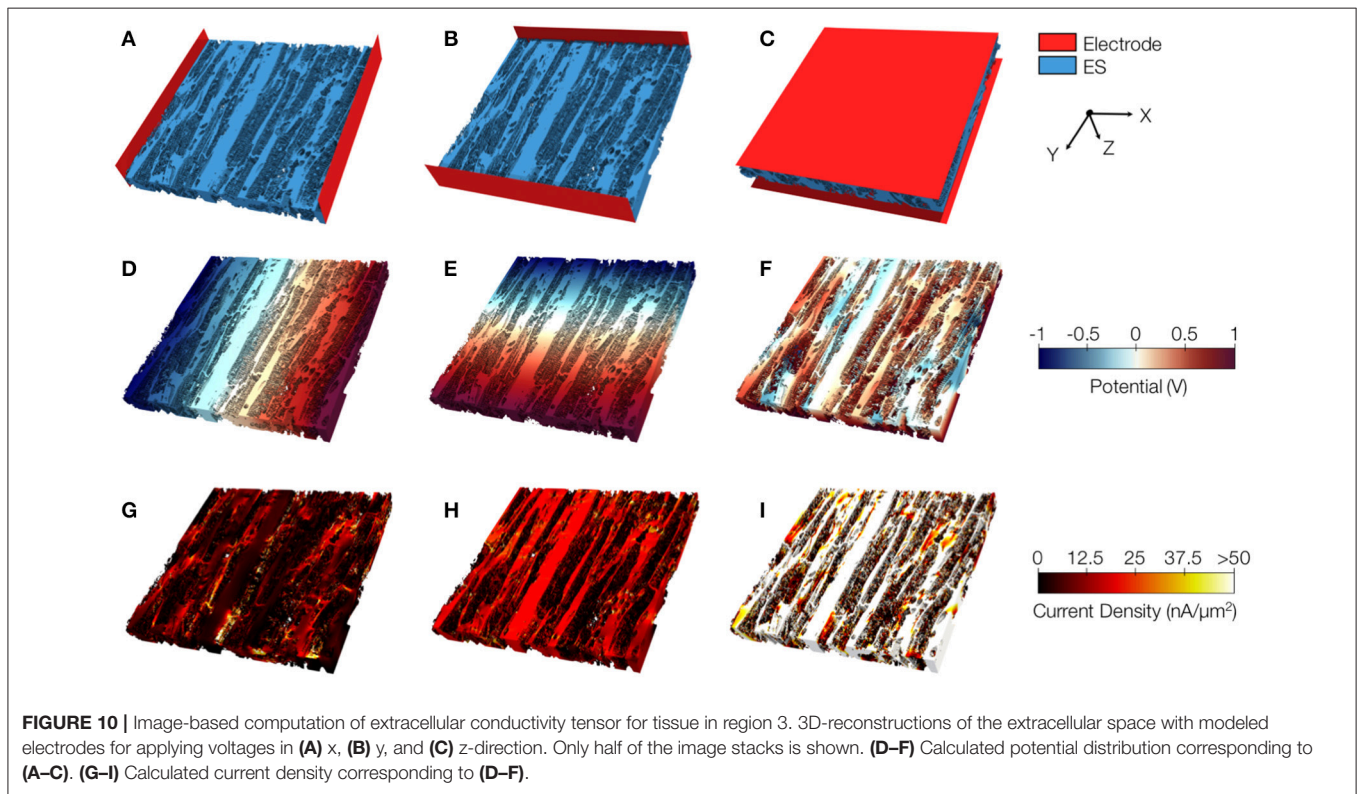 A
B
C
Electrode
ES
X
Y
Z
D
E
F
-1 -0.5 0 0.5 1
Potential (V)
G
H
I
0 12.5 25 37.5 >50
Current Density (nA/μm²)
FIGURE 10 | Image-based computation of extracellular conductivity tensor for tissue in region 3. 3D-reconstructions of the extracellular space with modeled
electrodes for applying voltages in (A) x, (B) y, and (C) z-direction. Only half of the image stacks is shown. (D–F) Calculated potential distribution corresponding to
(A–C). (G–I) Calculated current density corresponding to (D–F).